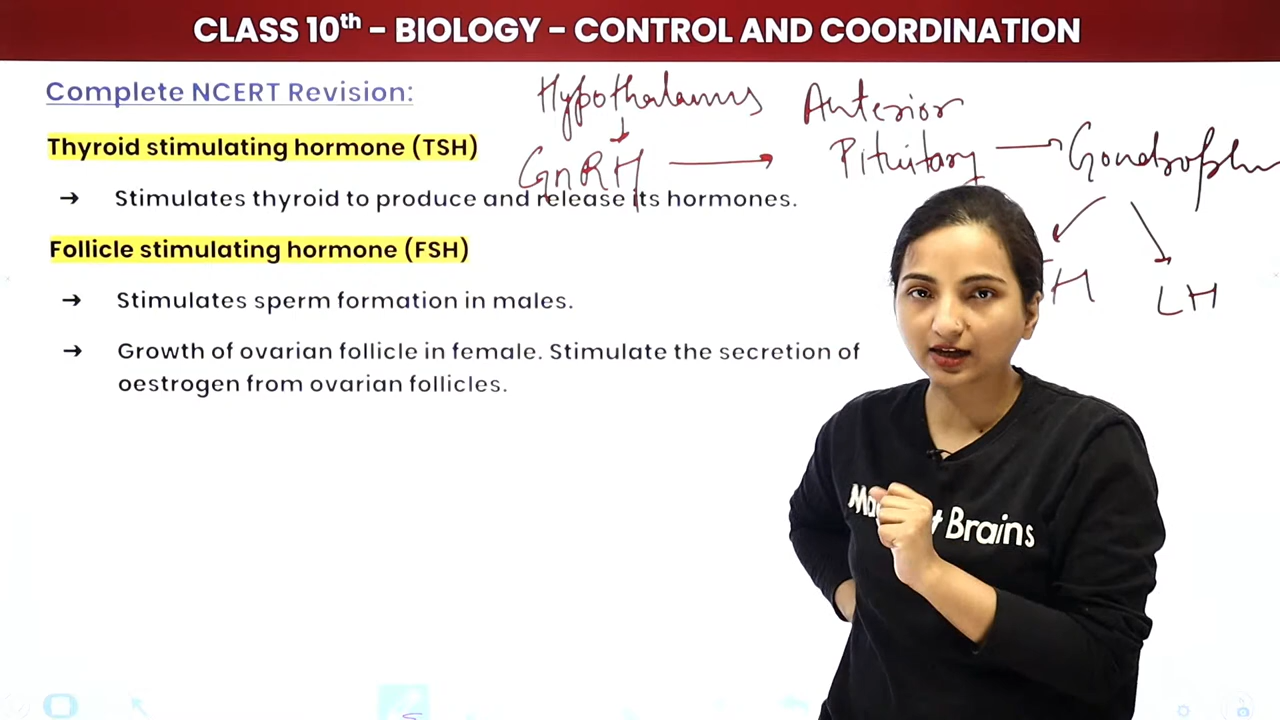 CLASS 10th – BIOLOGY – CONTROL AND COORDINATION
Complete NCERT Revision:
Hypothalamus
Anterior
Pituitary
GnRH
Thyroid stimulating hormone (TSH)
→ Stimulates thyroid to produce and release its hormones.
Follicle stimulating hormone (FSH)
H
LH
→ Stimulates sperm formation in males.
→ Growth of ovarian follicle in female. Stimulate the secretion of
oestrogen from ovarian follicles.
Brains